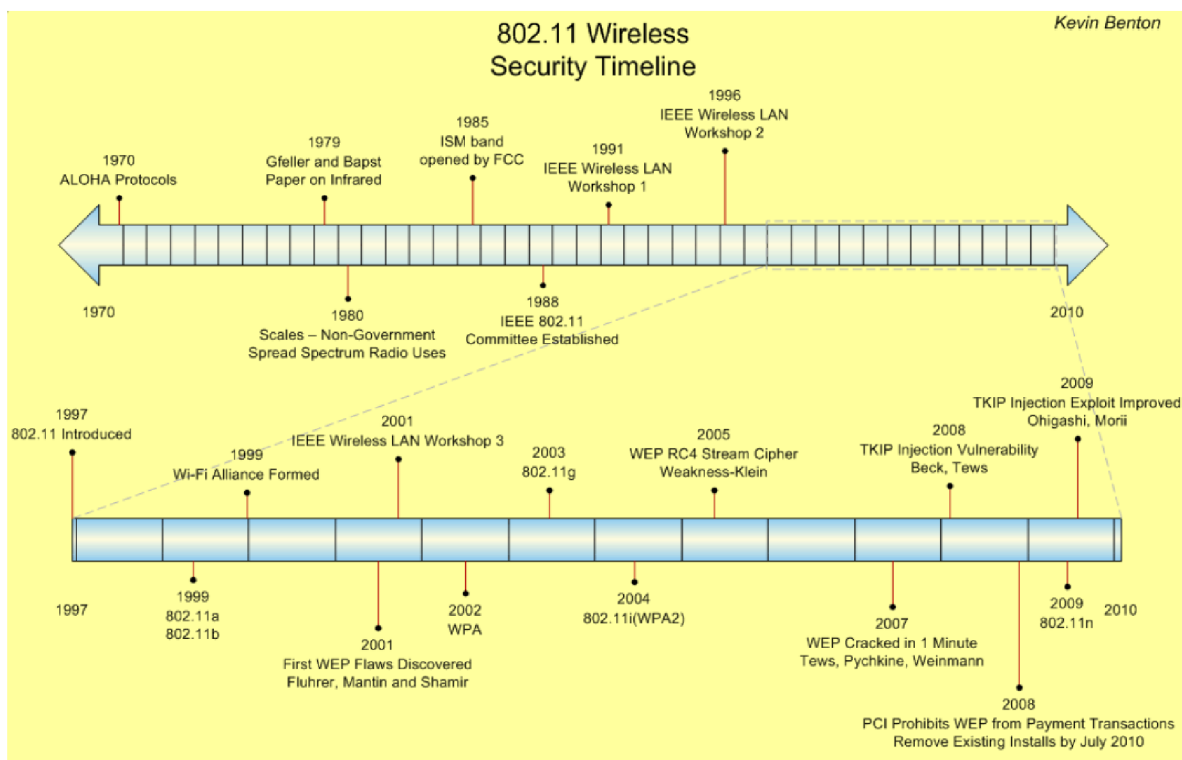 Kevin Benton
802.11 Wireless
Security Timeline
1970
ALOHA Protocols
1979
Gfeller and Bapst
Paper on Infrared
1985
ISM band
opened by FCC
1991
IEEE Wireless LAN
Workshop 1
1996
IEEE Wireless LAN
Workshop 2
1970
1980
Scales – Non-Government
Spread Spectrum Radio Uses
1988
IEEE 802.11
Committee Established
2010
1997
802.11 Introduced
1999
Wi-Fi Alliance Formed
2001
IEEE Wireless LAN Workshop 3
2003
802.11g
2005
WEP RC4 Stream Cipher
Weakness-Klein
2008
TKIP Injection Vulnerability
Beck, Tews
2009
TKIP Injection Exploit Improved
Ohigashi, Morii
1997
1999
802.11a
802.11b
2001
First WEP Flaws Discovered
Fluhrer, Mantin and Shamir
2002
WPA
2004
802.11i(WPA2)
2007
WEP Cracked in 1 Minute
Tews, Pychkine, Weinmann
2008
PCI Prohibits WEP from Payment Transactions
Remove Existing Installs by July 2010
2009
802.11n
2010